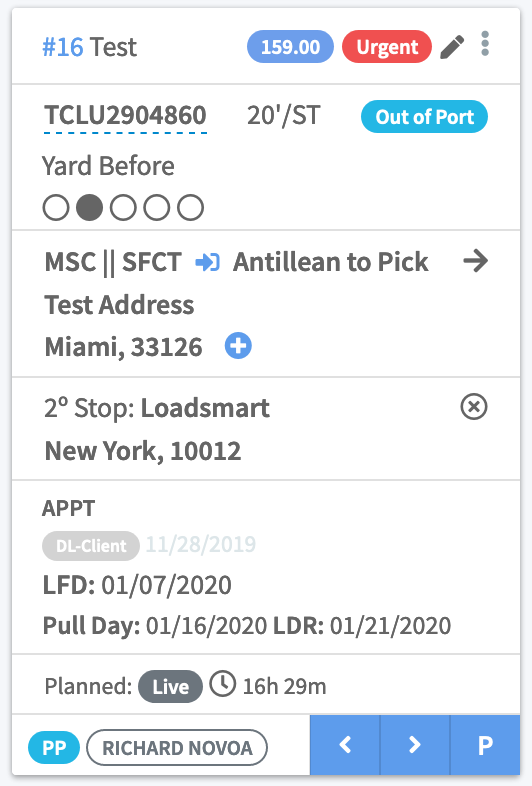 #16 Test 159.00 Urgent
TCLU2904860 20'/ST Out of Port
Yard Before
MSC || SFCT Antillean to Pick
Test Address
Miami, 33126
2º Stop: Loadsmart
New York, 10012
APPT
DL-Client 11/28/2019
LFD: 01/07/2020
Pull Day: 01/16/2020 LDR: 01/21/2020
Planned: Live 16h 29m
PP RICHARD NOVOA P